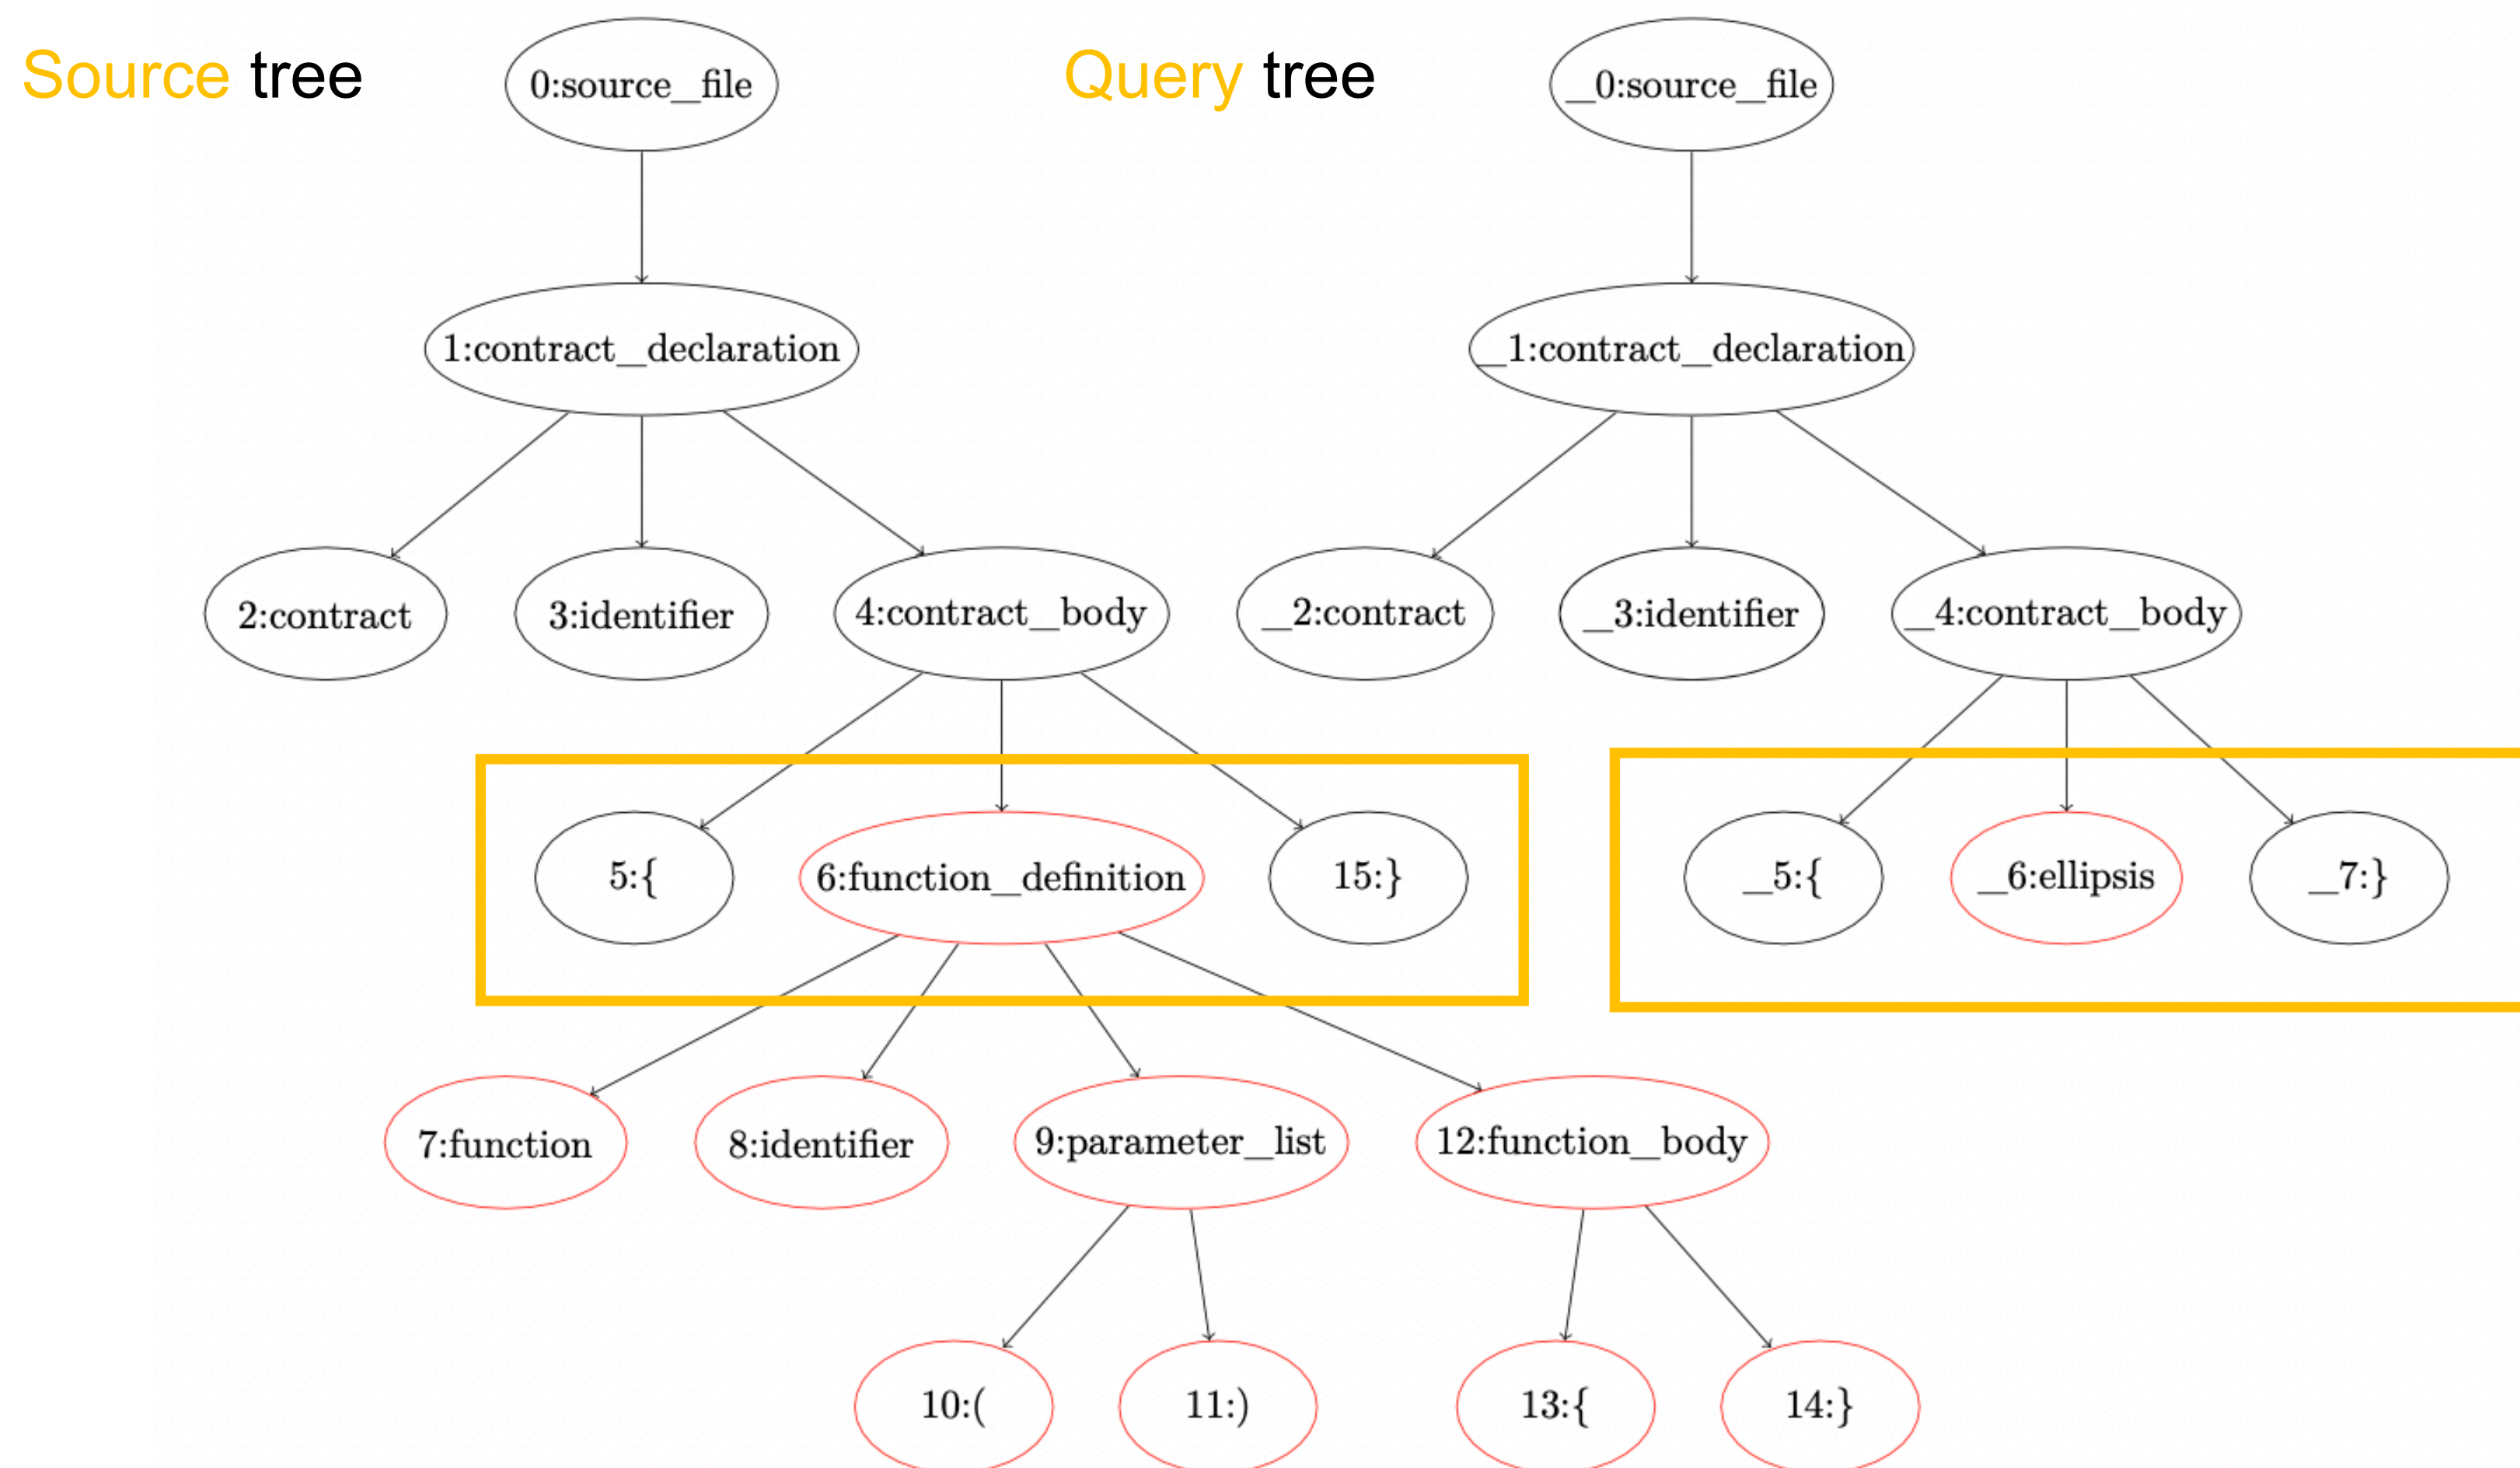 Source tree
Query tree
0:source_file
_0:source_file
1:contract_declaration
_1:contract_declaration
2:contract
3:identifier
4:contract_body
_2:contract
_3:identifier
_4:contract_body
5:{
6:function_definition
15:}
_5:{
_6:ellipsis
_7:}
7:function
8:identifier
9:parameter_list
12:function_body
10:(
11:)
13:{
14:}